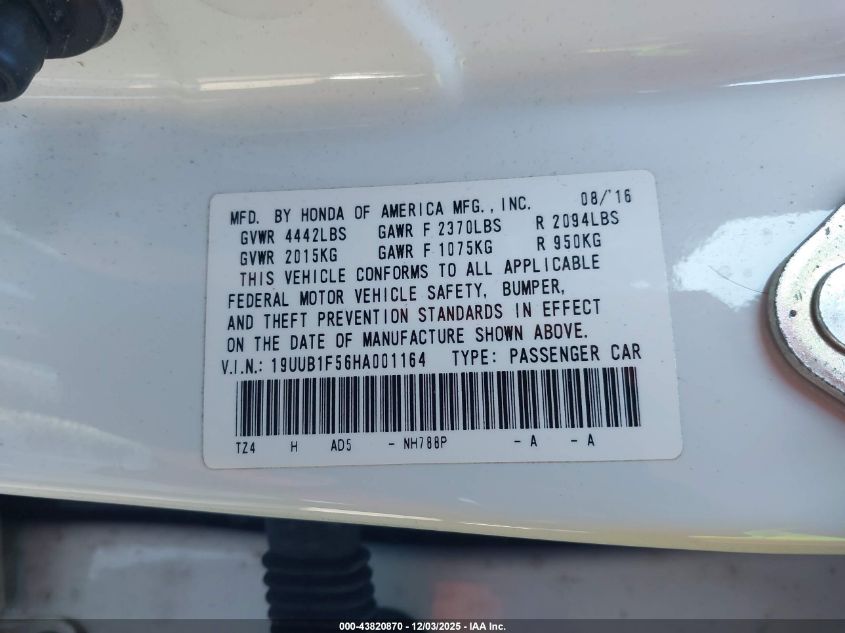 MFD. BY HONDA OF AMERICA MFG., INC. 08/'16
GVWR 4442LBS GAWR F 2370LBS R 2094LBS
GVWR 2015KG GAWR F 1075KG R 950KG
THIS VEHICLE CONFORMS TO ALL APPLICABLE
FEDERAL MOTOR VEHICLE SAFETY, BUMPER,
AND THEFT PREVENTION STANDARDS IN EFFECT
ON THE DATE OF MANUFACTURE SHOWN ABOVE.
V.I.N.: 19UUB1F56HA001164 TYPE: PASSENGER CAR
TZ4 H AD5 - NH788P - A - A
000-43820870 - 12/03/2025 - IAA Inc.